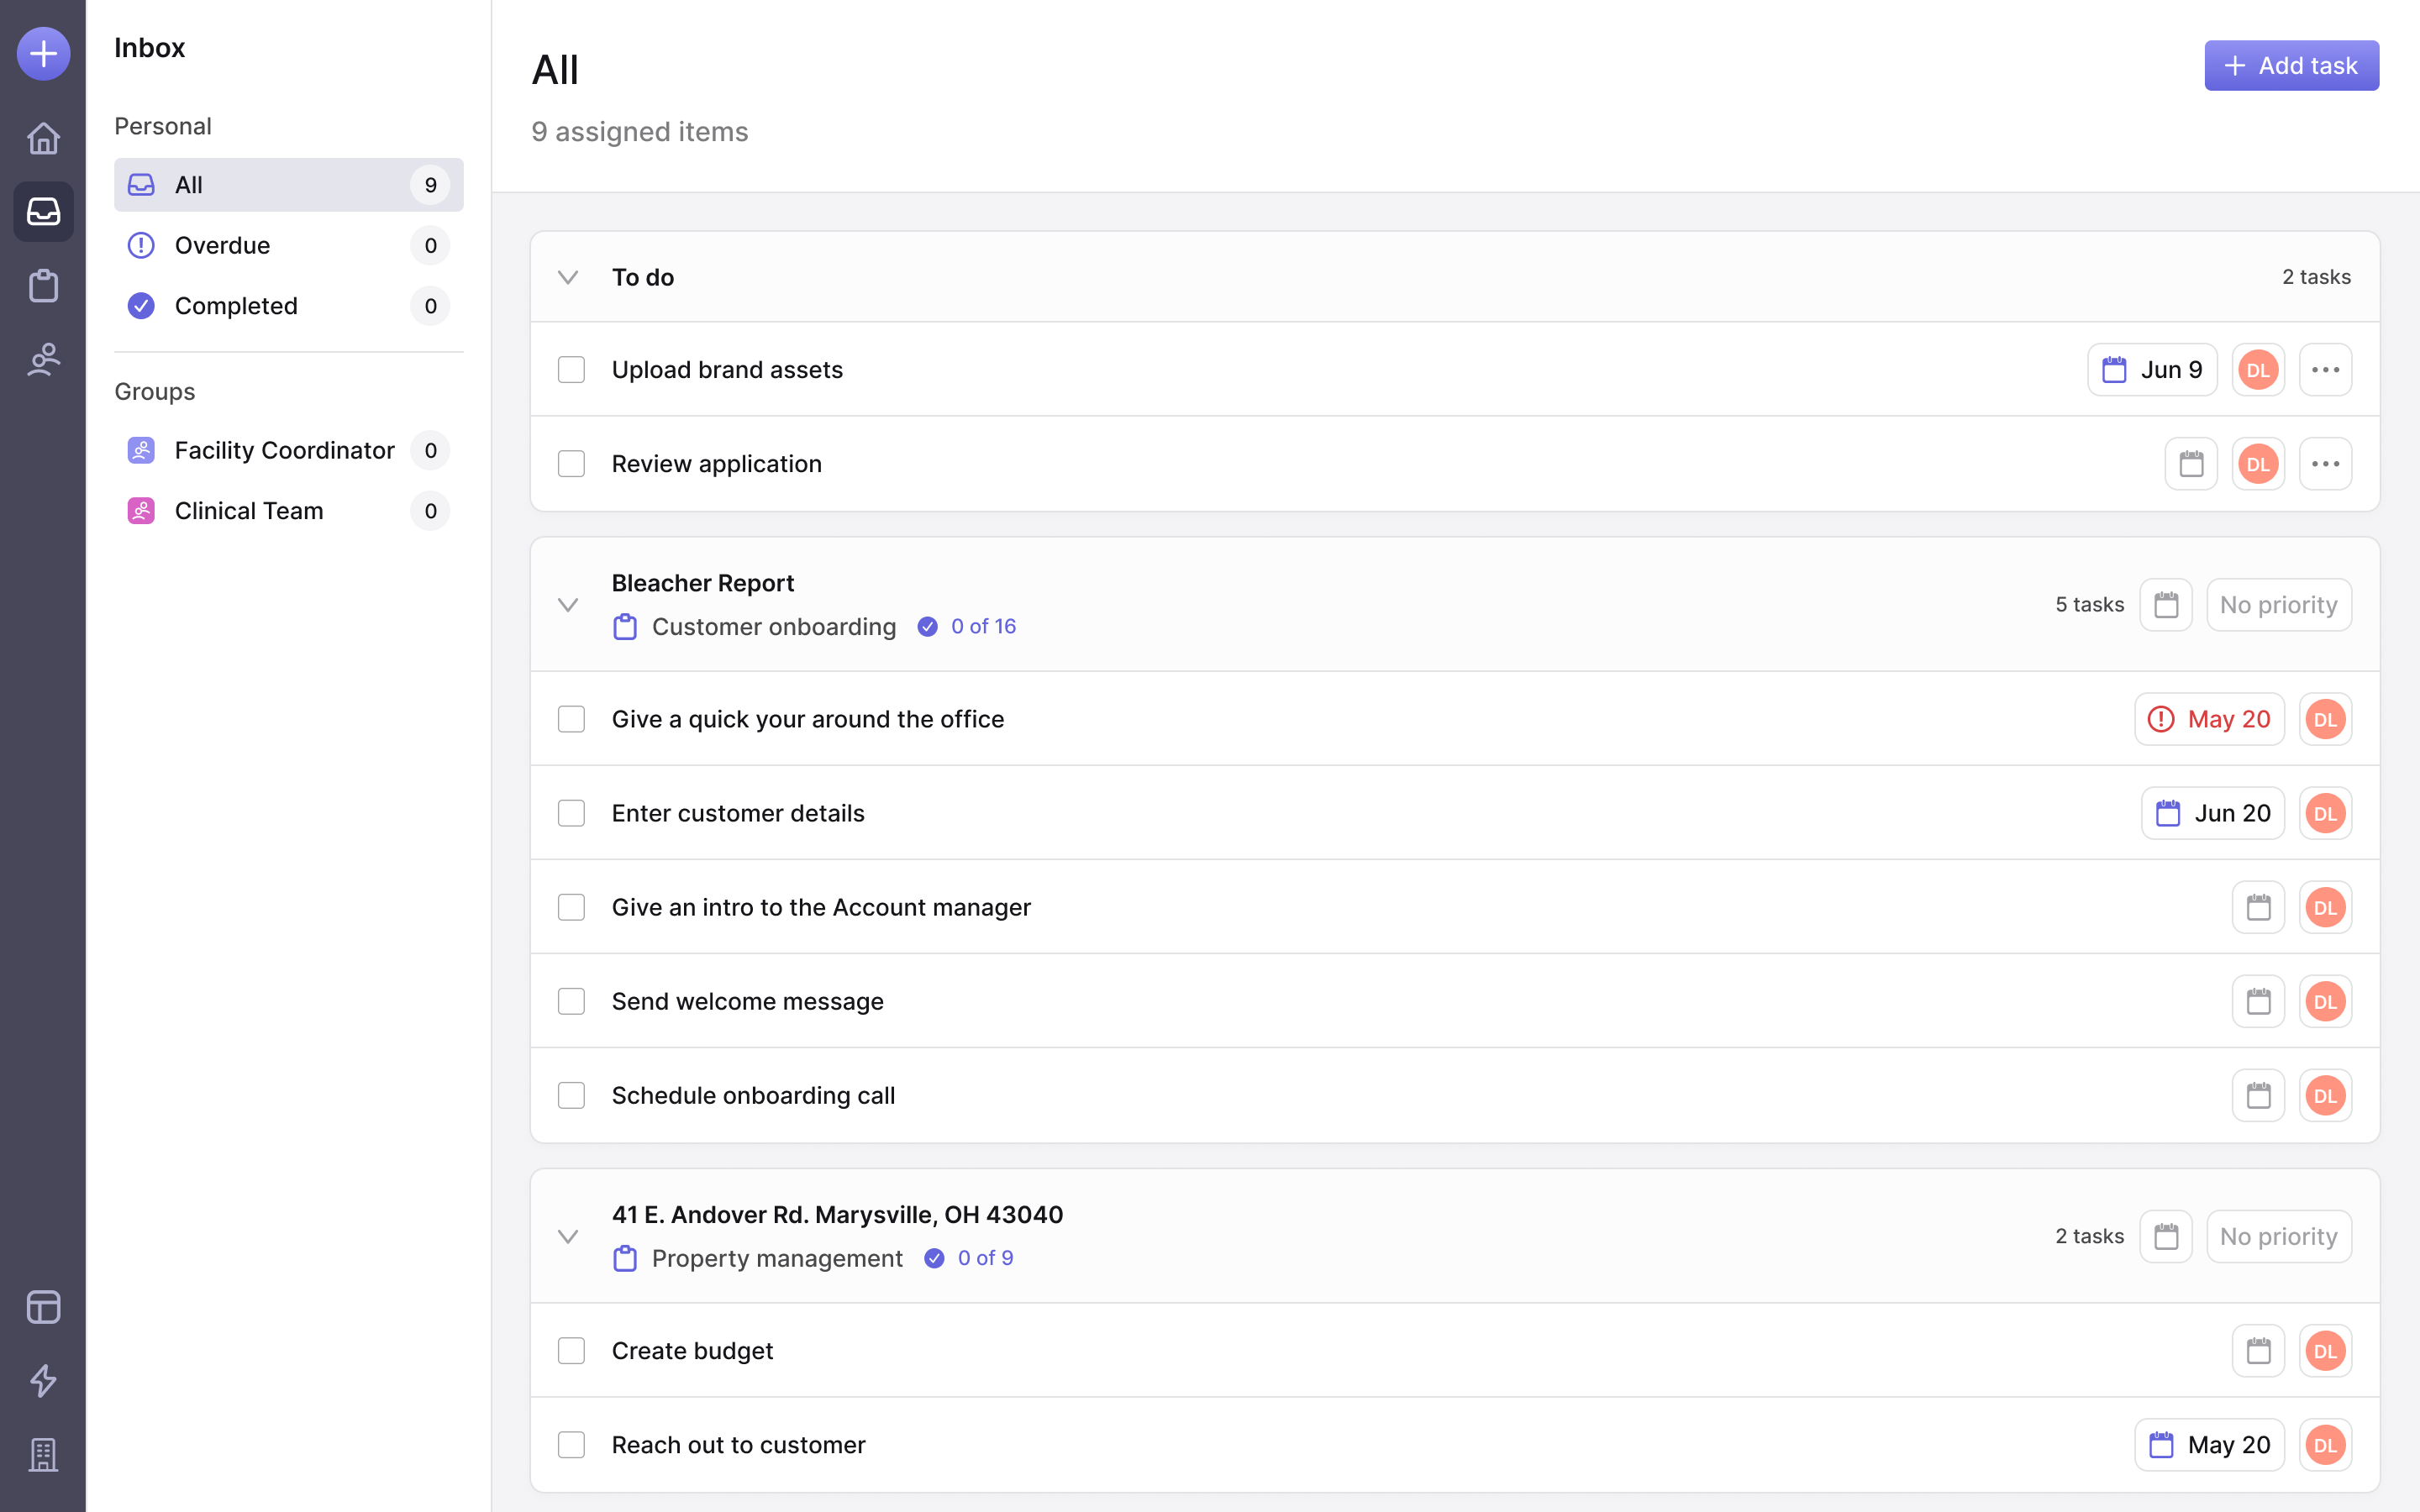 Inbox
Personal
All 9
Overdue 0
Completed 0
Groups
Facility Coordinator 0
Clinical Team 0
All
9 assigned items
Add task
To do 2 tasks
Upload brand assets Jun 9 DL
Review application DL
Bleacher Report
Customer onboarding 0 of 16 5 tasks No priority
Give a quick your around the office May 20 DL
Enter customer details Jun 20 DL
Give an intro to the Account manager DL
Send welcome message DL
Schedule onboarding call DL
41 E. Andover Rd. Marysville, OH 43040
Property management 0 of 9 2 tasks No priority
Create budget DL
Reach out to customer May 20 DL